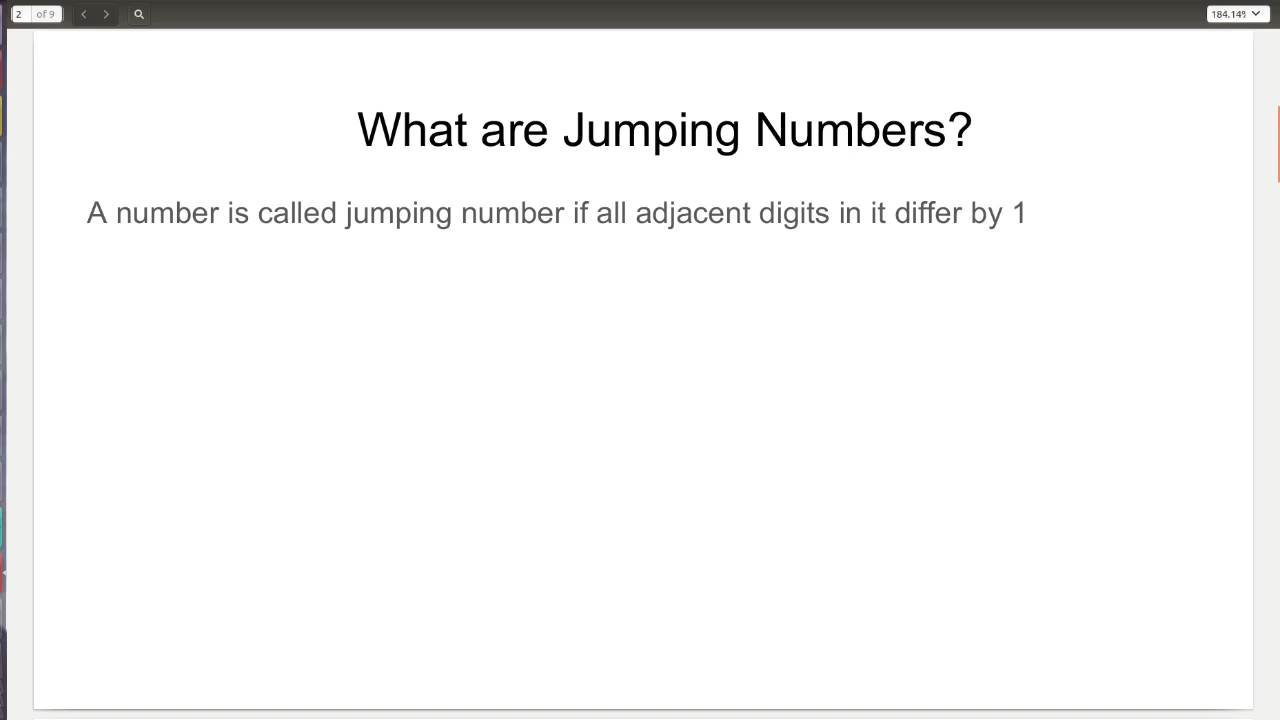 2 of 9
184.14%
What are Jumping Numbers?
A number is called jumping number if all adjacent digits in it differ by 1